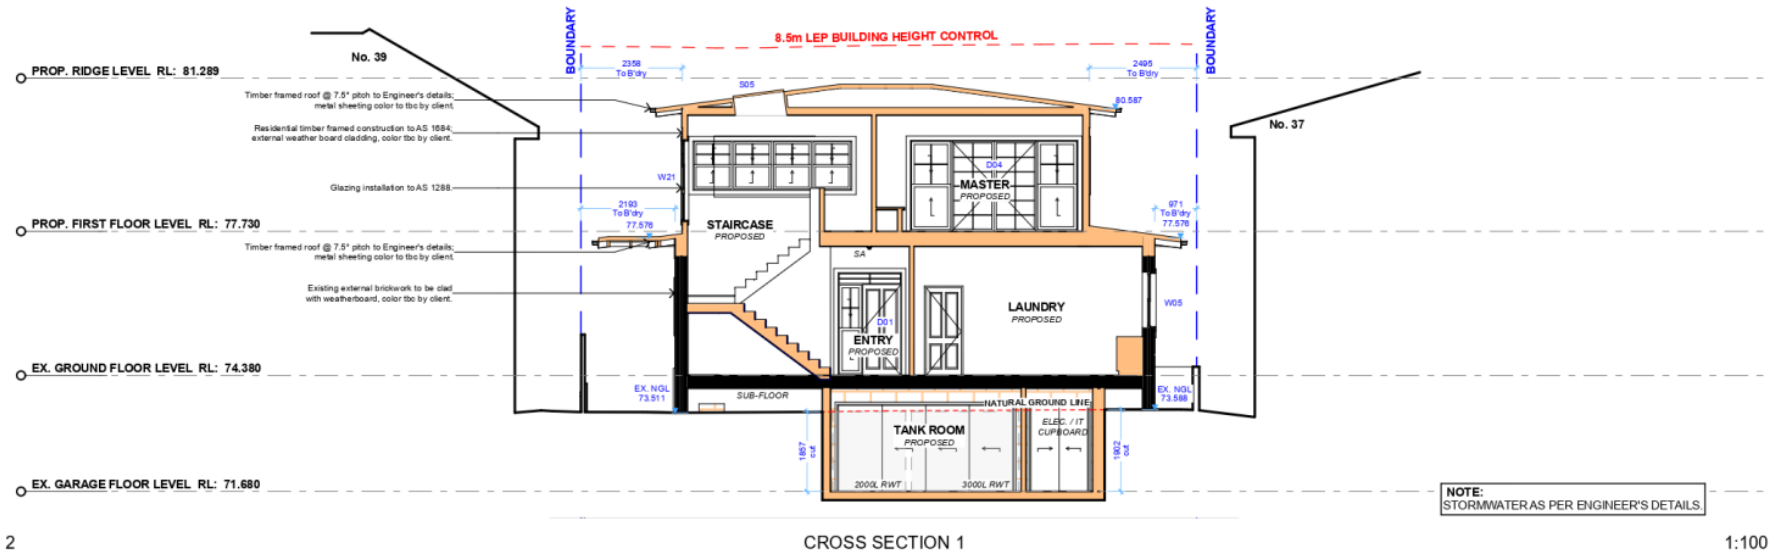 BOUNDARY
8.5m LEP BUILDING HEIGHT CONTROL
BOUNDARY
No. 39
PROP. RIDGE LEVEL RL: 81.289
2358
To B'dry
2495
To B'dry
S05
Timber framed roof @ 7.5° pitch to Engineer's details;
metal sheeting color to tbc by client.
80.587
No. 37
Residential timber framed construction to AS 1684;
external weather board cladding, color tbc by client.
D04
W21
Glazing installation to AS 1288.
MASTER
PROPOSED
2193
To B'dry
77.576
971
To B'dry
77.576
PROP. FIRST FLOOR LEVEL RL: 77.730
STAIRCASE
PROPOSED
Timber framed roof @ 7.5° pitch to Engineer's details;
metal sheeting color to tbc by client.
SA
Existing external brickwork to be clad
with weatherboard, color tbc by client.
W05
LAUNDRY
PROPOSED
D01
ENTRY
PROPOSED
EX. GROUND FLOOR LEVEL RL: 74.380
EX. NGL
73.511
SUB-FLOOR
EX. NGL
73.588
NATURAL GROUND LINE
TANK ROOM
PROPOSED
ELEC. / IT
CUPBOARD
1857
cut
1902
cut
EX. GARAGE FLOOR LEVEL RL: 71.680
2000L RWT
3000L RWT
NOTE:
STORMWATER AS PER ENGINEER'S DETAILS.
2
CROSS SECTION 1
1:100